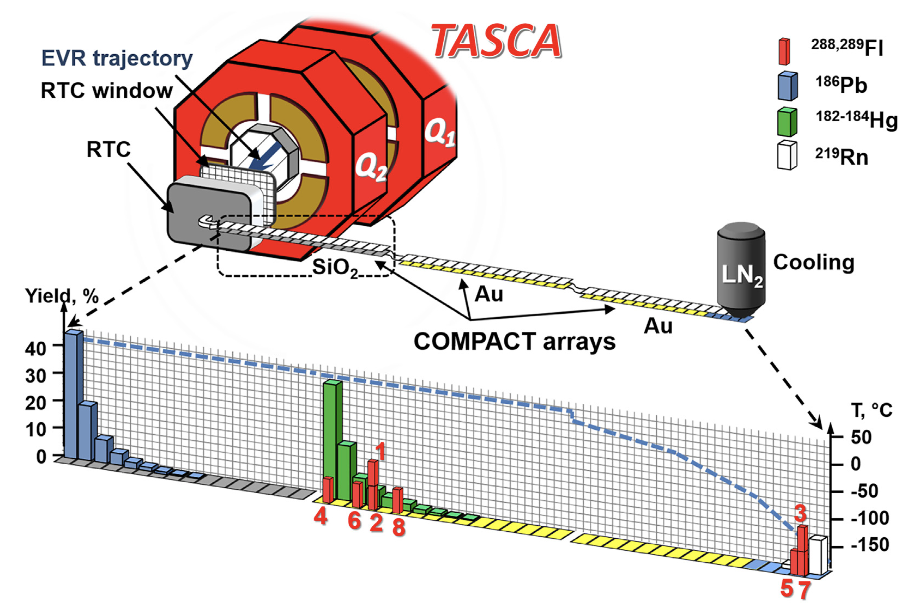 TASCA
EVR trajectory
RTC window
RTC
Q₂
Q₁
²⁸⁸,²⁸⁹Fl
¹⁸⁶Pb
¹⁸²⁻¹⁸⁴Hg
²¹⁹Rn
SiO₂
Au
Au
COMPACT arrays
LN₂
Cooling
Yield, %
40
30
20
10
0
T, °C
50
0
-50
-100
-150
1
4
6
2
8
3
5
7